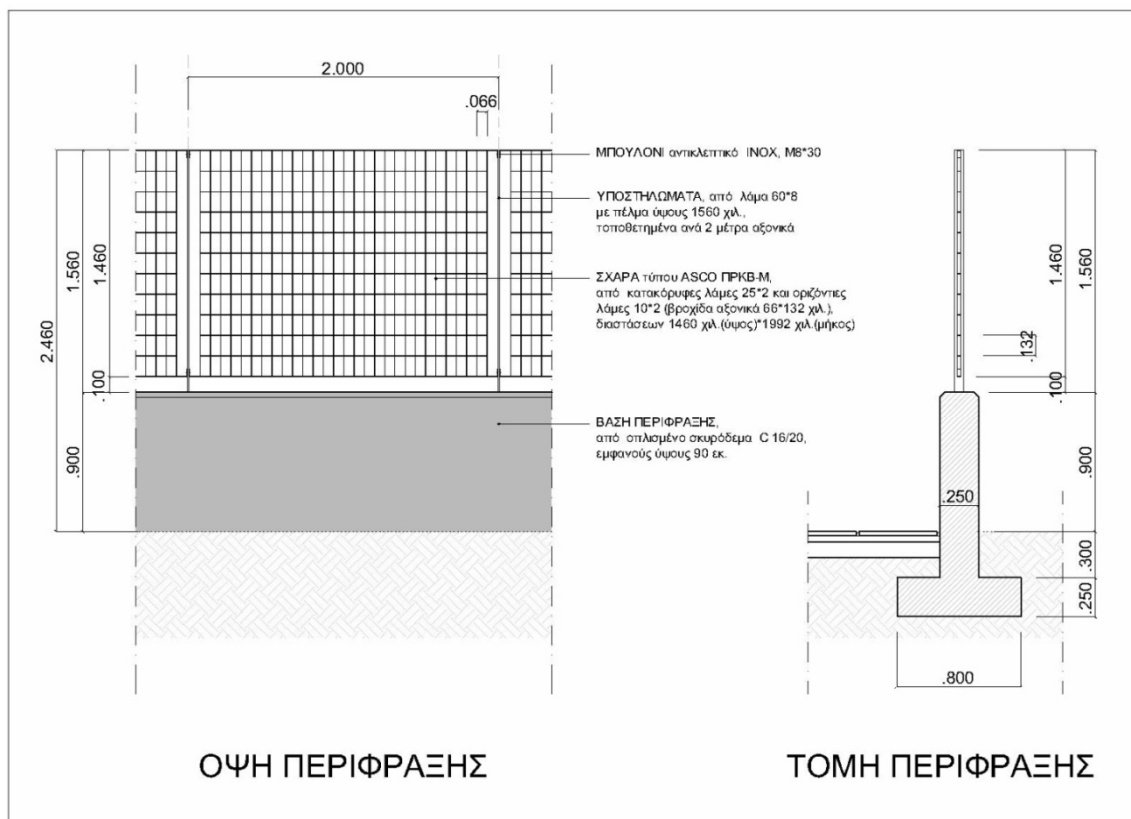 2.000
.066
2.460
1.560
1.460
.100
.900
ΜΠΟΥΛΟΝΙ αντικλεπτικό INOX, M8*30
ΥΠΟΣΤΗΛΩΜΑΤΑ, από λάμα 60*8
με πέλμα ύψους 1560 χιλ.,
τοποθετημένα ανά 2 μέτρα αξονικά
ΣΧΑΡΑ τύπου ASCO ΠΡΚΒ-Μ,
από κατακόρυφες λάμες 25*2 και οριζόντιες
λάμες 10*2 (βροχίδα αξονικά 66*132 χιλ.),
διαστάσεων 1460 χιλ.(ύψος)*1992 χιλ.(μήκος)
ΒΑΣΗ ΠΕΡΙΦΡΑΞΗΣ,
από οπλισμένο σκυρόδεμα C 16/20,
εμφανούς ύψους 90 εκ.
1.460
1.560
.132
.100
.900
.250
.300
.250
.800
ΟΨΗ ΠΕΡΙΦΡΑΞΗΣ
ΤΟΜΗ ΠΕΡΙΦΡΑΞΗΣ